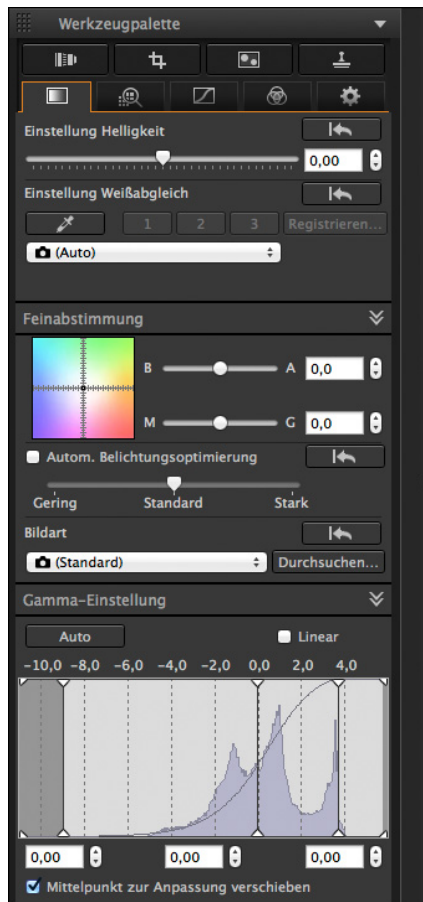 Werkzeugpalette
Einstellung Helligkeit
0,00
Einstellung Weißabgleich
1 2 3 Registrieren...
(Auto)
Feinabstimmung
B A 0,0
M G 0,0
Autom. Belichtungsoptimierung
Gering Standard Stark
Bildart
(Standard) Durchsuchen...
Gamma-Einstellung
Auto Linear
-10,0 -8,0 -6,0 -4,0 -2,0 0,0 2,0 4,0
0,00 0,00 0,00
Mittelpunkt zur Anpassung verschieben